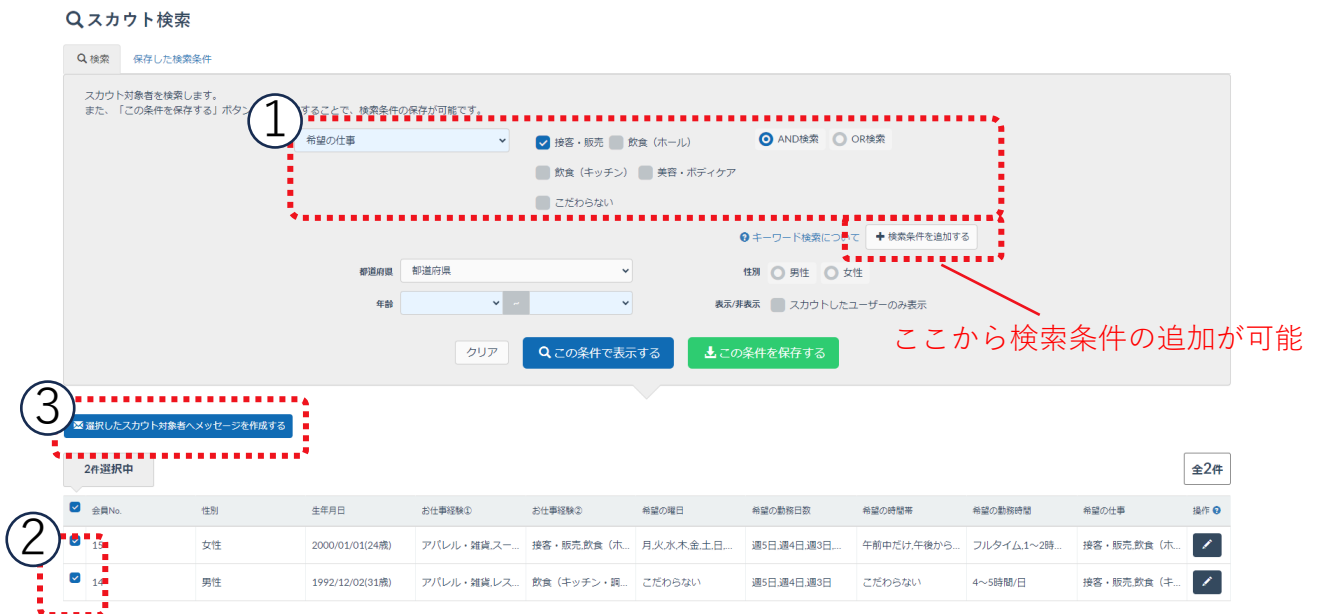 スカウト検索
検索 保存した検索条件
スカウト対象者を検索します。
また、「この条件を保存する」ボタン することで、検索条件の保存が可能です。
①
希望の仕事 接客・販売 飲食（ホール） AND検索 OR検索
飲食（キッチン） 美容・ボディケア
こだわらない
キーワード検索について 検索条件を追加する
都道府県 都道府県 性別 男性 女性
年齢 ~ 表示/非表示 スカウトしたユーザーのみ表示
ここから検索条件の追加が可能
クリア この条件で表示する この条件を保存する
③
選択したスカウト対象者へメッセージを作成する
2件選択中 全2件
会員No. 性別 生年月日 お仕事経験① お仕事経験② 希望の曜日 希望の勤務日数 希望の時間帯 希望の勤務時間 希望の仕事 操作
②
15 女性 2000/01/01(24歳) アパレル・雑貨,スー... 接客・販売,飲食（ホ... 月,火,水,木,金,土,日,... 週5日,週4日,週3日,... 午前中だけ,午後から... フルタイム,1～2時... 接客・販売,飲食（ホ...
14 男性 1992/12/02(31歳) アパレル・雑貨,レス... 飲食（キッチン・調... こだわらない 週5日,週4日,週3日 こだわらない 4～5時間/日 接客・販売,飲食（キ...